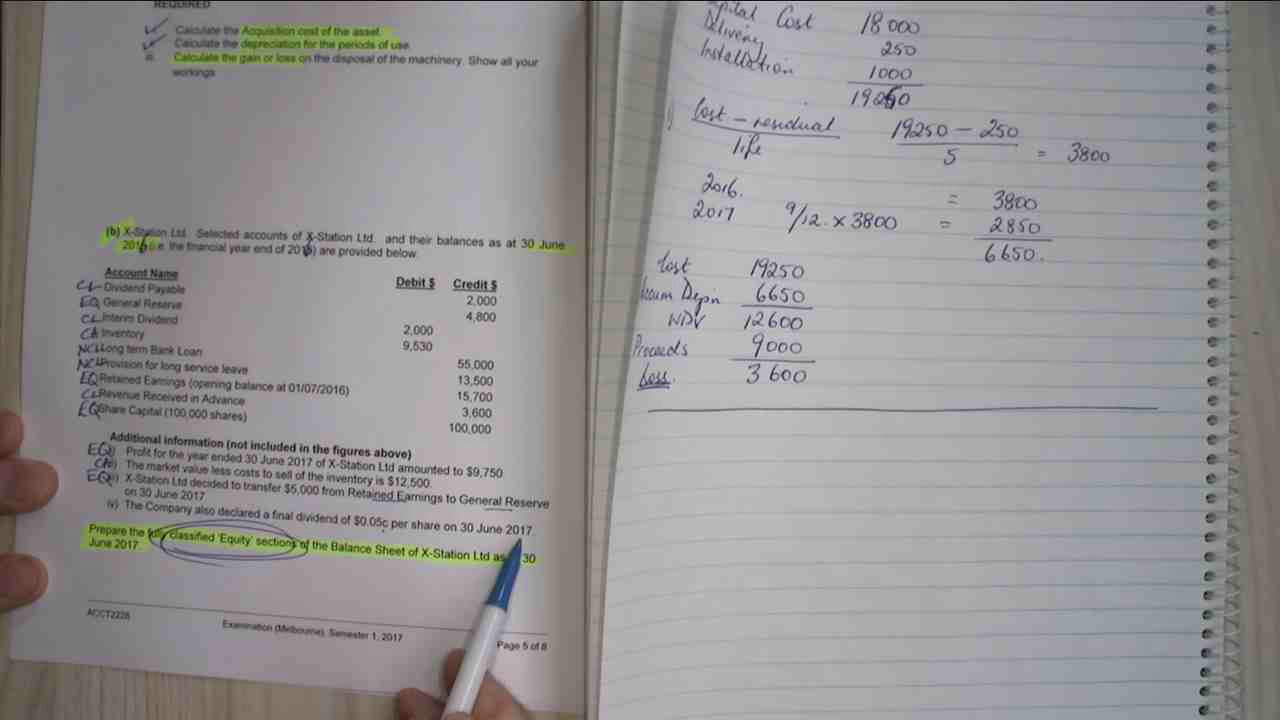 REQUIRED
Calculate the Acquisition cost of the asset.
Calculate the depreciation for the periods of use.
Calculate the gain or loss on the disposal of the machinery. Show all your
workings
(b) X-Station Ltd. Selected accounts of X-Station Ltd. and their balances as at 30 June
2016 (i.e. the financial year end of 2016) are provided below:
Account Name Debit $ Credit $
CL Dividend Payable 2,000
EQ General Reserve 4,800
CL Interim Dividend 2,000
CA Inventory 9,530
NCL Long term Bank Loan 55,000
NCL Provision for long service leave 13,500
EQ Retained Earnings (opening balance at 01/07/2016) 15,700
CL Revenue Received in Advance 3,600
EQ Share Capital (100,000 shares) 100,000
Additional information (not included in the figures above)
EQ i) Profit for the year ended 30 June 2017 of X-Station Ltd amounted to $9,750
CA ii) The market value less costs to sell of the inventory is $12,500.
EQ iii) X-Station Ltd decided to transfer $5,000 from Retained Earnings to General Reserve
on 30 June 2017
iv) The Company also declared a final dividend of $0.05c per share on 30 June 2017.
Prepare the fully classified 'Equity' sections of the Balance Sheet of X-Station Ltd as 30
June 2017.
ACCT2228
Examination (Melbourne), Semester 1, 2017
Page 5 of 8
Cost 18 000
Delivery 250
Installation 1000
19250
Cost – residual 19250 – 250
life 5 = 3800
2016. = 3800
2017 9/12. x 3800 = 2850
6650.
Cost 19250
Accum Depn 6650
WDV 12600
Proceeds 9000
Loss. 3 600